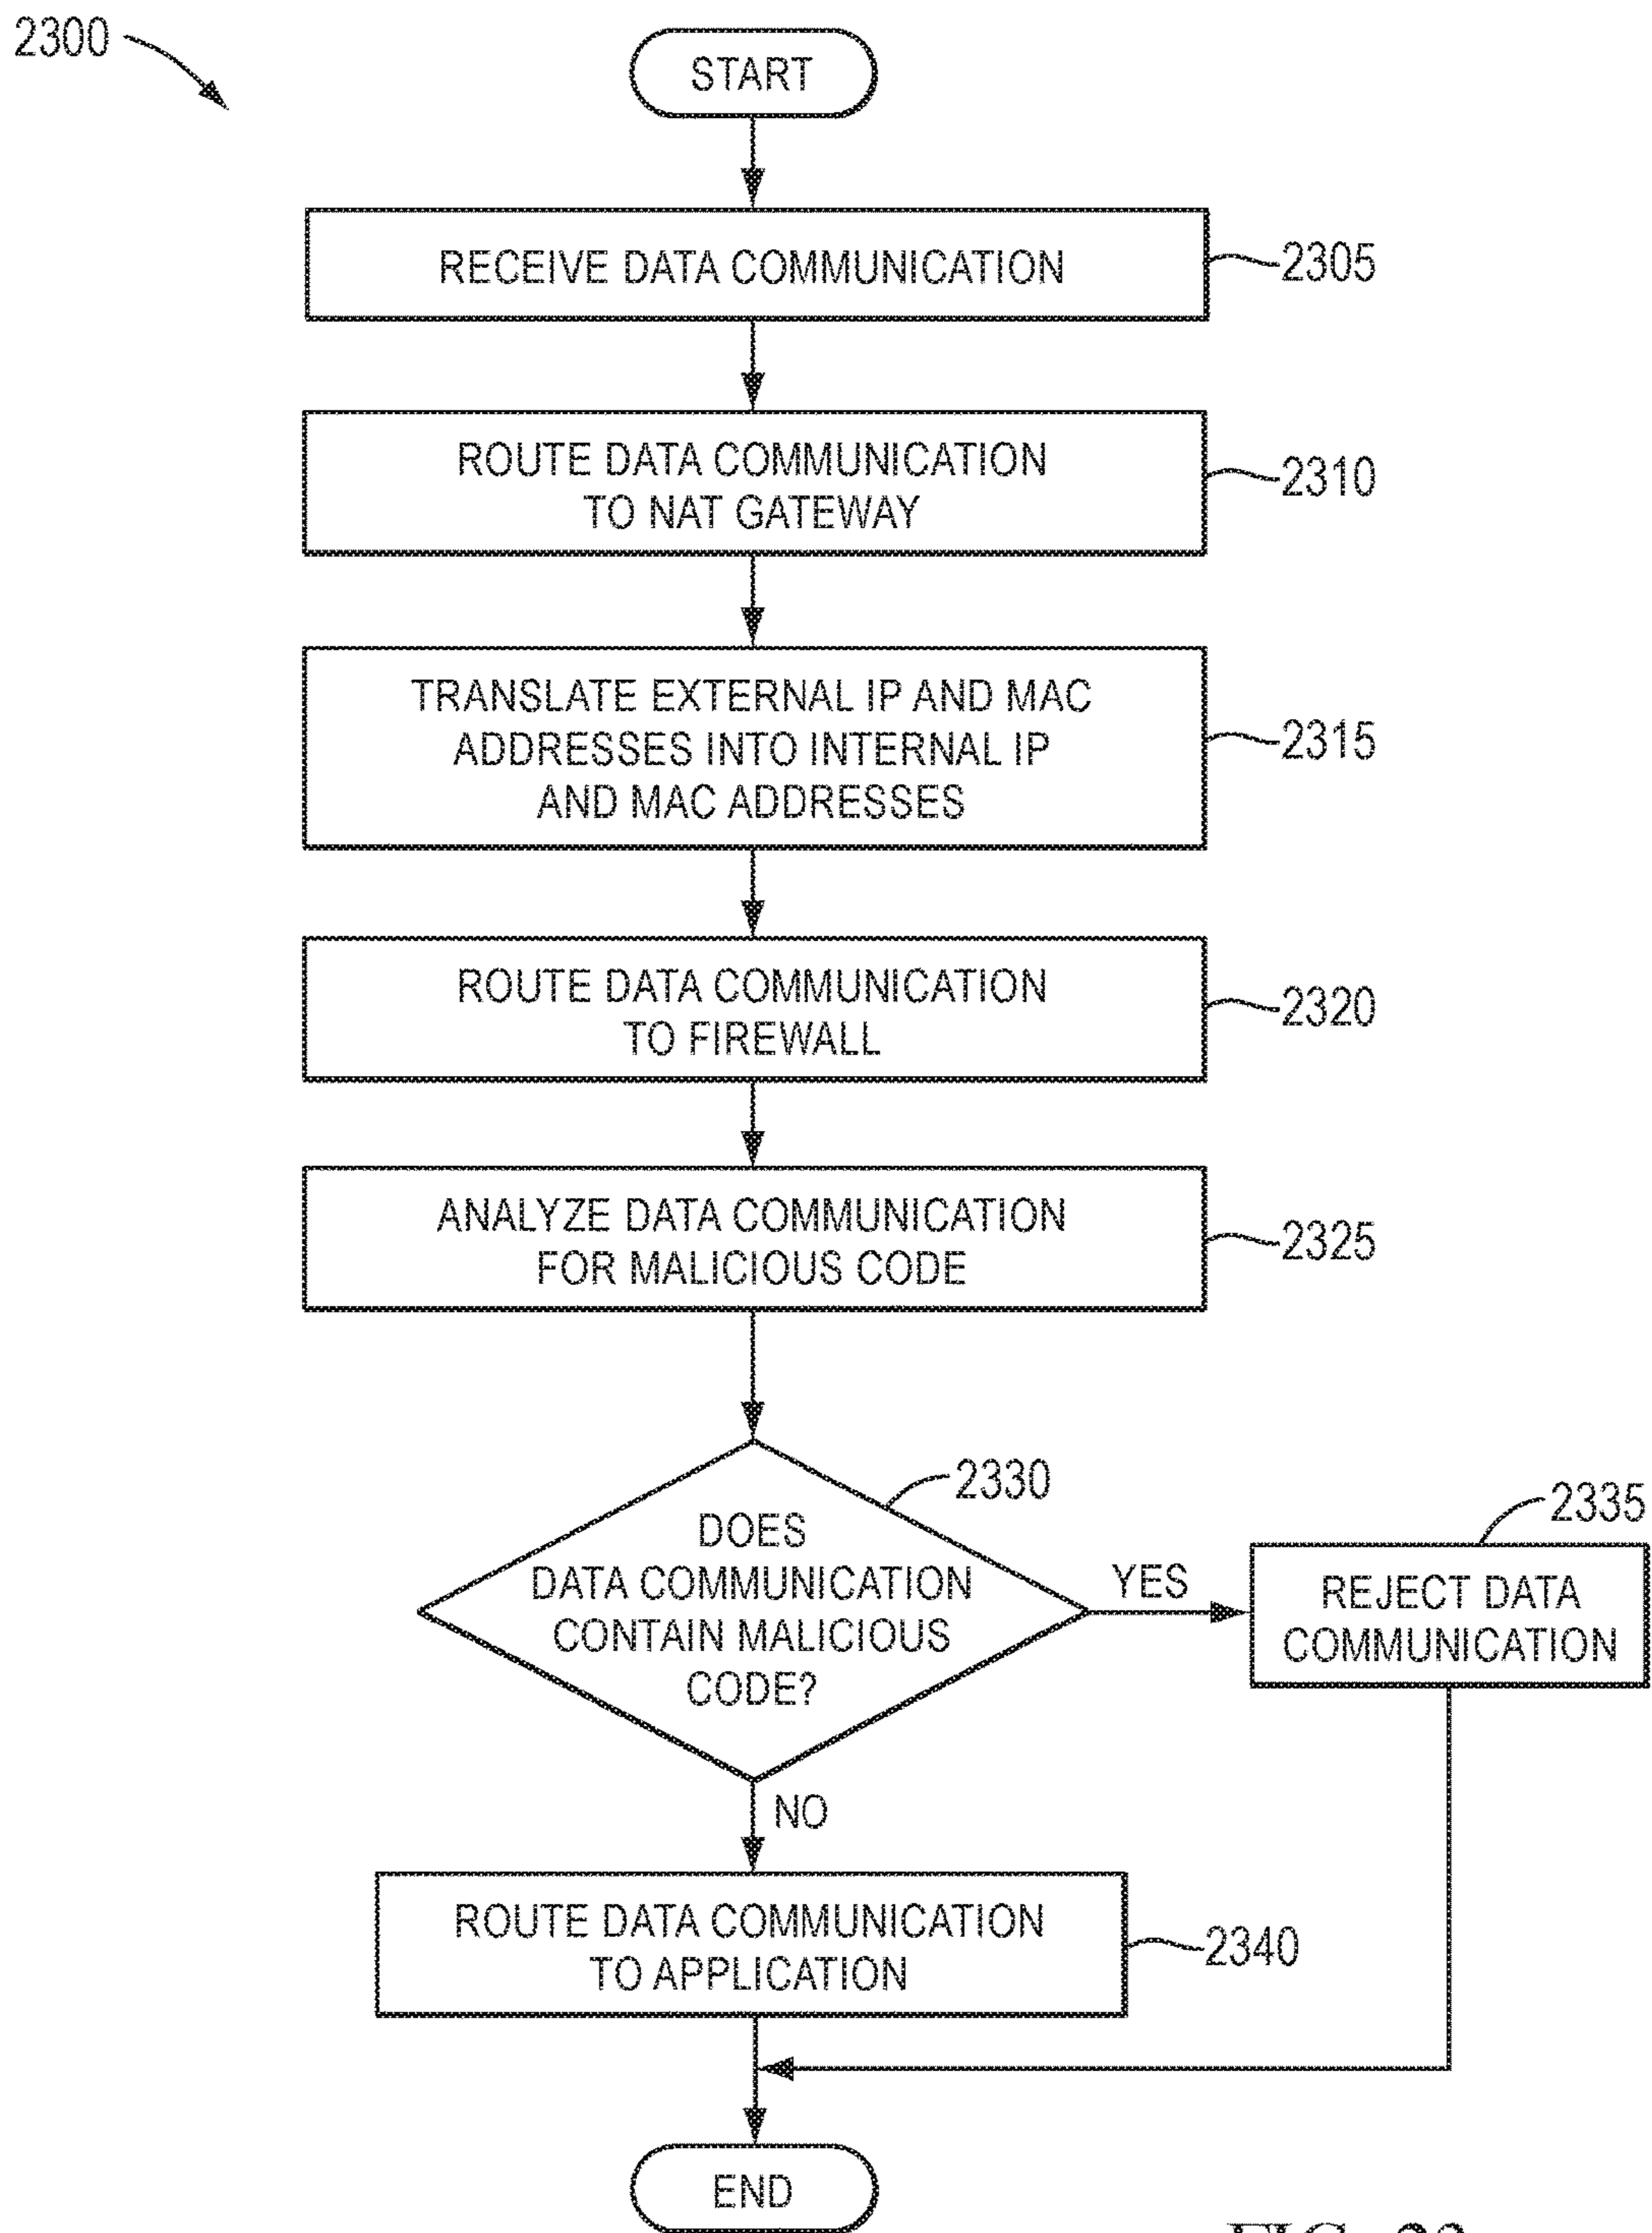 2300
START
RECEIVE DATA COMMUNICATION
2305
ROUTE DATA COMMUNICATION
TO NAT GATEWAY
2310
TRANSLATE EXTERNAL IP AND MAC
ADDRESSES INTO INTERNAL IP
AND MAC ADDRESSES
2315
ROUTE DATA COMMUNICATION
TO FIREWALL
2320
ANALYZE DATA COMMUNICATION
FOR MALICIOUS CODE
2325
2330
DOES
DATA COMMUNICATION
CONTAIN MALICIOUS
CODE?
YES
2335
REJECT DATA
COMMUNICATION
NO
ROUTE DATA COMMUNICATION
TO APPLICATION
2340
END